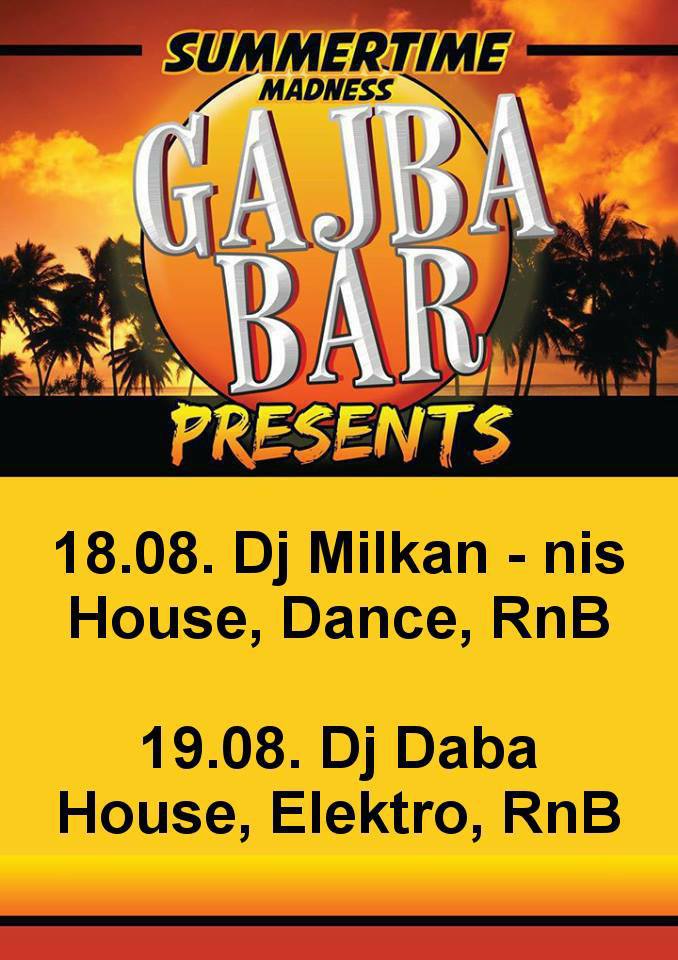 SUMMERTIME
MADNESS
GAJBA
BAR
PRESENTS
18.08. Dj Milkan - nis
House, Dance, RnB
19.08. Dj Daba
House, Elektro, RnB